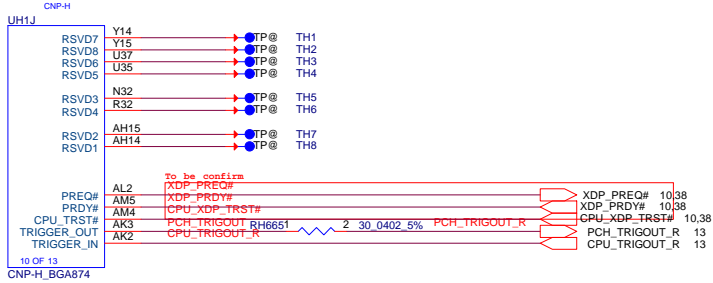 CNP-H
UH1J
RSVD7 Y14 TP@ TH1
RSVD8 Y15 TP@ TH2
RSVD6 U37 TP@ TH3
RSVD5 U35 TP@ TH4
RSVD3 N32 TP@ TH5
RSVD4 R32 TP@ TH6
RSVD2 AH15 TP@ TH7
RSVD1 AH14 TP@ TH8
To be confirm
PREQ# AL2 XDP_PREQ# XDP_PREQ# 10,38
PRDY# AM5 XDP_PRDY# XDP_PRDY# 10,38
CPU_TRST# AM4 CPU_XDP_TRST# CPU_XDP_TRST# 10,38
TRIGGER_OUT AK3 PCH_TRIGOUT RH665 1 2 30_0402_5% PCH_TRIGOUT_R PCH_TRIGOUT_R 13
TRIGGER_IN AK2 CPU_TRIGOUT_R CPU_TRIGOUT_R 13
10 OF 13
CNP-H_BGA874